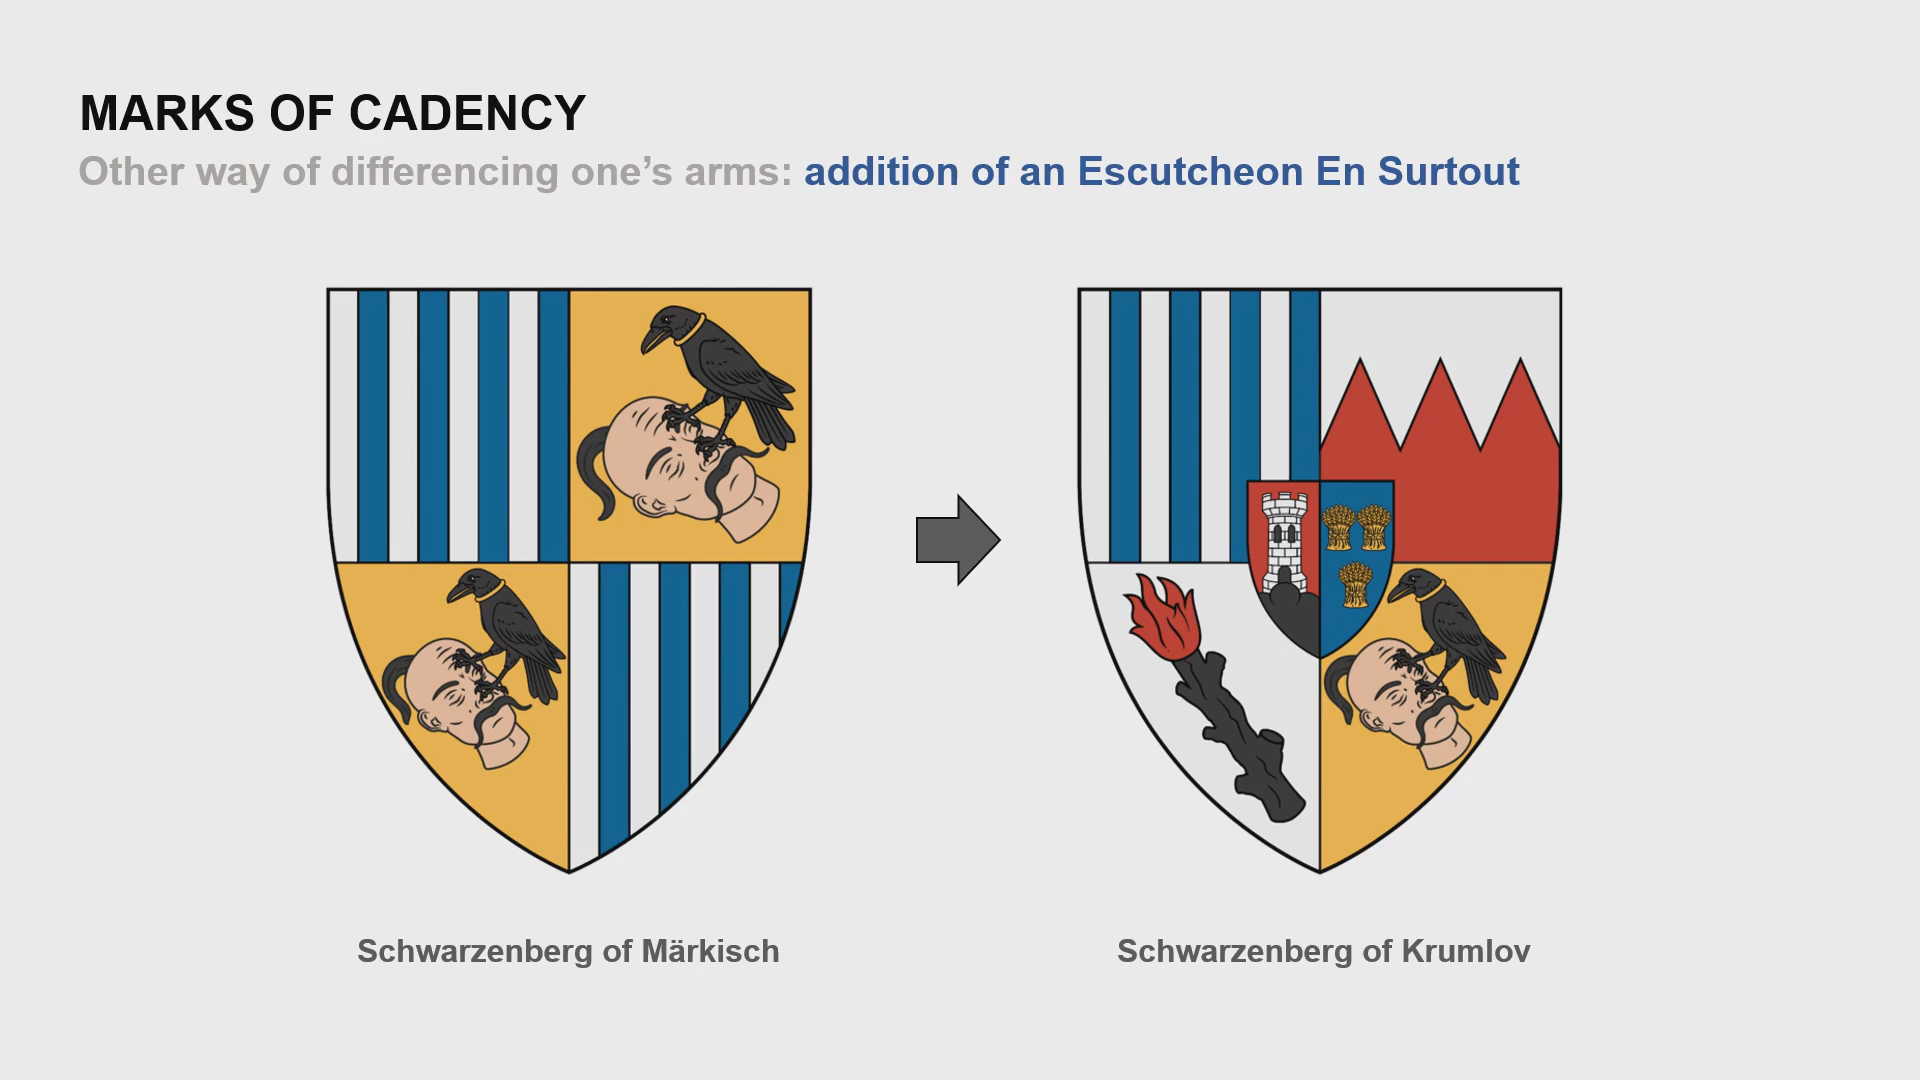 MARKS OF CADENCY
Other way of differencing one’s arms: addition of an Escutcheon En Surtout
Schwarzenberg of Märkisch
Schwarzenberg of Krumlov